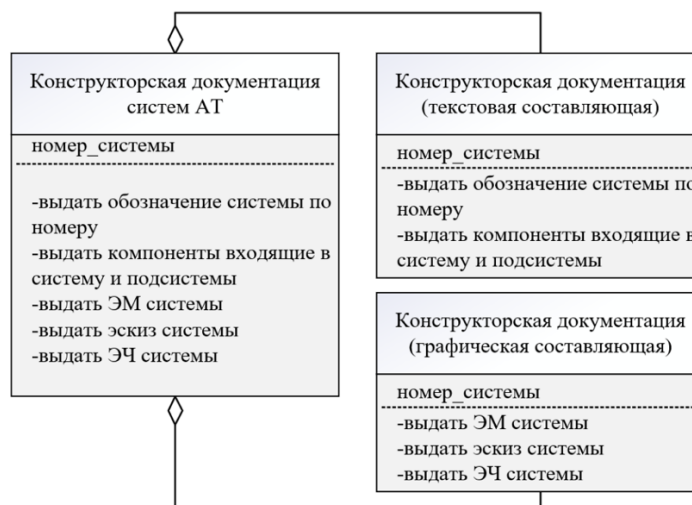 Конструкторская документация
систем АТ
номер_системы
-выдать обозначение системы по
номеру
-выдать компоненты входящие в
систему и подсистемы
-выдать ЭМ системы
-выдать эскиз системы
-выдать ЭЧ системы
Конструкторская документация
(текстовая составляющая)
номер_системы
-выдать обозначение системы по
номеру
-выдать компоненты входящие в
систему и подсистемы
Конструкторская документация
(графическая составляющая)
номер_системы
-выдать ЭМ системы
-выдать эскиз системы
-выдать ЭЧ системы